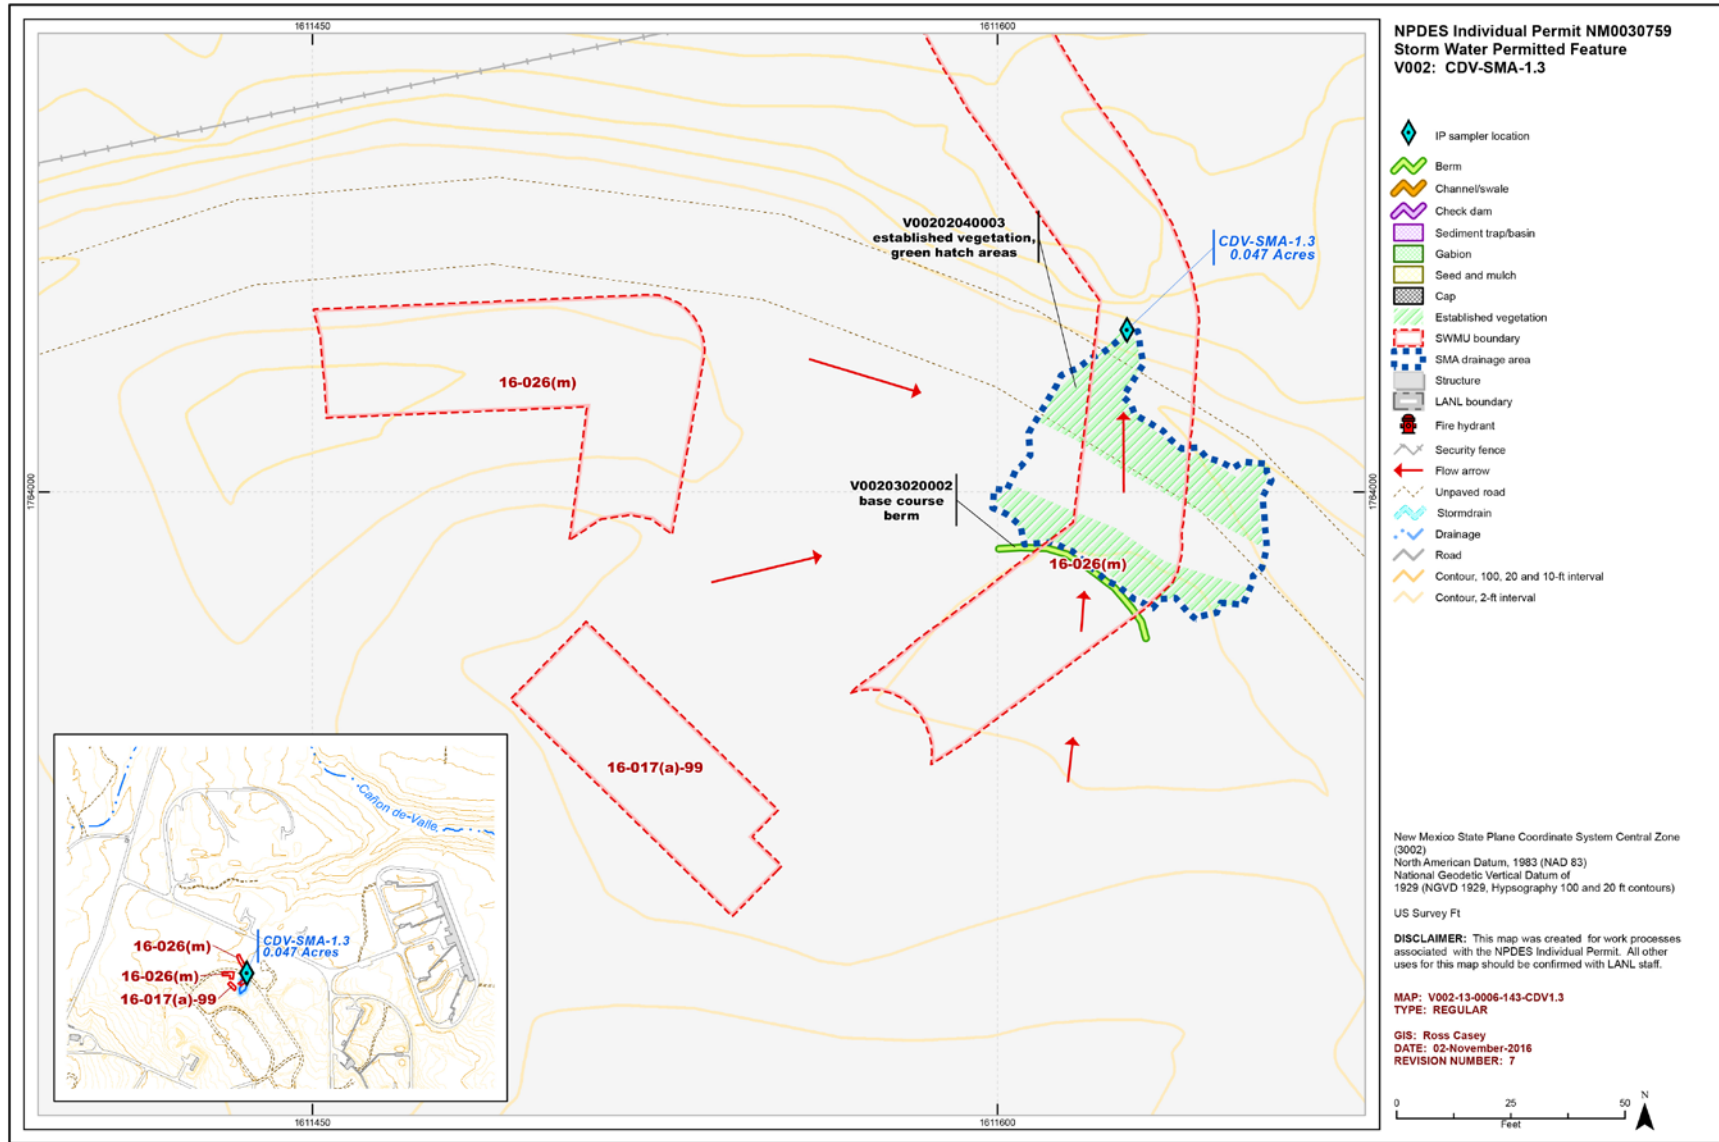 NPDES Individual Permit NM0030759
Storm Water Permitted Feature
V002: CDV-SMA-1.3
1611450
1611600
V00202040003
established vegetation,
green hatch areas
CDV-SMA-1.3
0.047 Acres
16-026(m)
1764000
1764000
V00203020002
base course
berm
16-026(m)
16-017(a)-99
Cañon de Valle
CDV-SMA-1.3
0.047 Acres
16-026(m)
16-026(m)
16-017(a)-99
1611450
1611600
IP sampler location
Berm
Channel/swale
Check dam
Sediment trap/basin
Gabion
Seed and mulch
Cap
Established vegetation
SWMU boundary
SMA drainage area
Structure
LANL boundary
Fire hydrant
Security fence
Flow arrow
Unpaved road
Stormdrain
Drainage
Road
Contour, 100, 20 and 10-ft interval
Contour, 2-ft interval
New Mexico State Plane Coordinate System Central Zone
(3002)
North American Datum, 1983 (NAD 83)
National Geodetic Vertical Datum of
1929 (NGVD 1929, Hypsography 100 and 20 ft contours)
US Survey Ft
DISCLAIMER: This map was created for work processes
associated with the NPDES Individual Permit. All other
uses for this map should be confirmed with LANL staff.
MAP: V002-13-0006-143-CDV1.3
TYPE: REGULAR
GIS: Ross Casey
DATE: 02-November-2016
REVISION NUMBER: 7
0 25 50
Feet
N